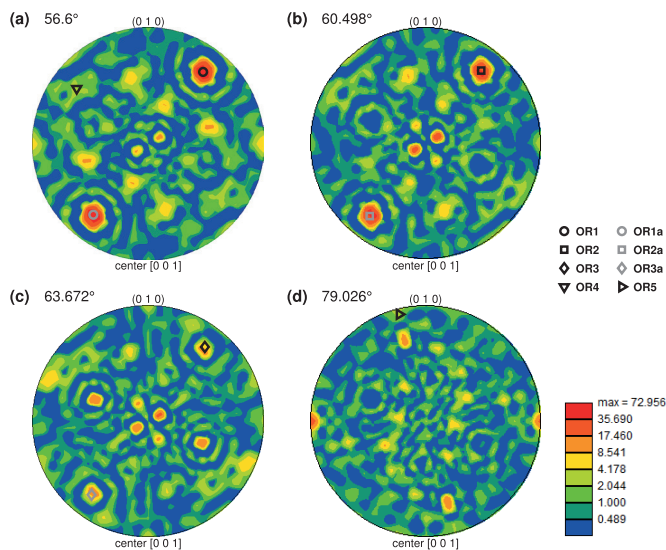 (a) 56.6°
(0 1 0)
center [0 0 1]
(b) 60.498°
(0 1 0)
center [0 0 1]
OR1 OR1a
OR2 OR2a
OR3 OR3a
OR4 OR5
(c) 63.672°
(0 1 0)
center [0 0 1]
(d) 79.026°
(0 1 0)
center [0 0 1]
max = 72.956
35.690
17.460
8.541
4.178
2.044
1.000
0.489